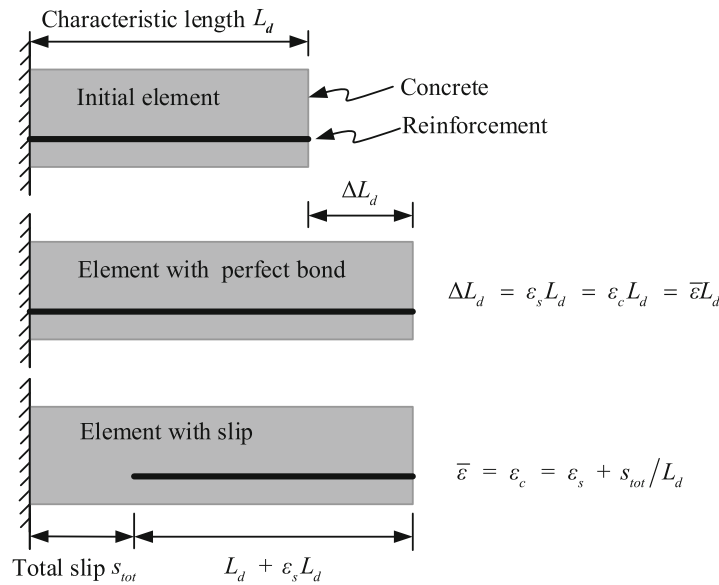 Characteristic length L_d
Initial element
Concrete
Reinforcement
ΔL_d
Element with perfect bond
ΔL_d = ε_s L_d = ε_c L_d = ε̅L_d
Element with slip
ε̅ = ε_c = ε_s + s_tot/L_d
Total slip s_tot
L_d + ε_s L_d